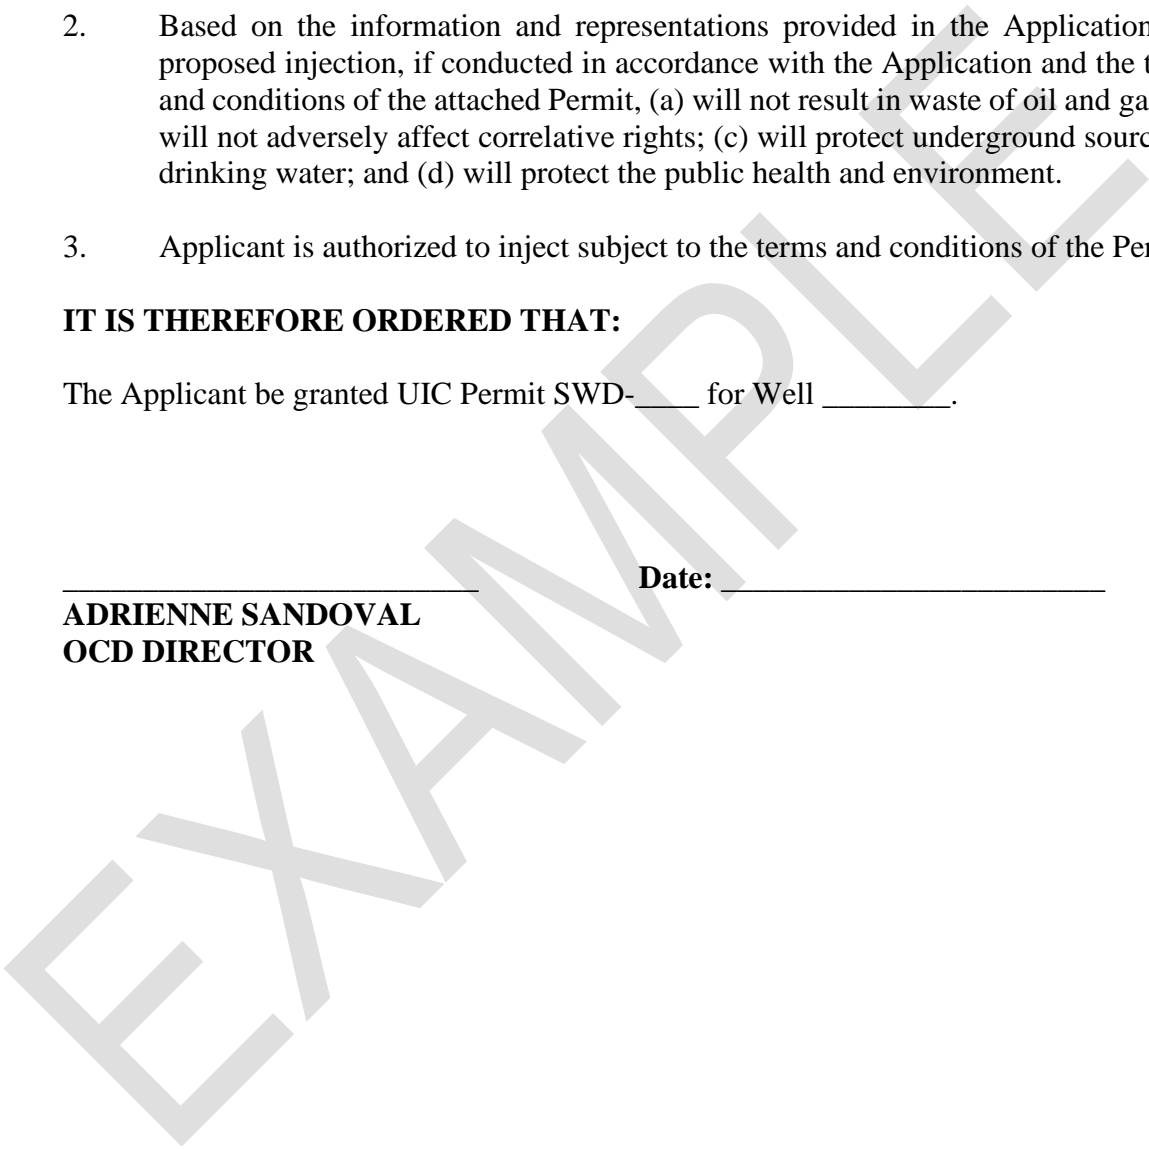 2. Based on the information and representations provided in the Application
proposed injection, if conducted in accordance with the Application and the
and conditions of the attached Permit, (a) will not result in waste of oil and
will not adversely affect correlative rights; (c) will protect underground
drinking water; and (d) will protect the public health and environment.
3. Applicant is authorized to inject subject to the terms and conditions of the
IT IS THEREFORE ORDERED THAT:
The Applicant be granted UIC Permit SWD-____ for Well ________.
__________________________ Date: ________________________
ADRIENNE SANDOVAL
OCD DIRECTOR
EXAMPLE